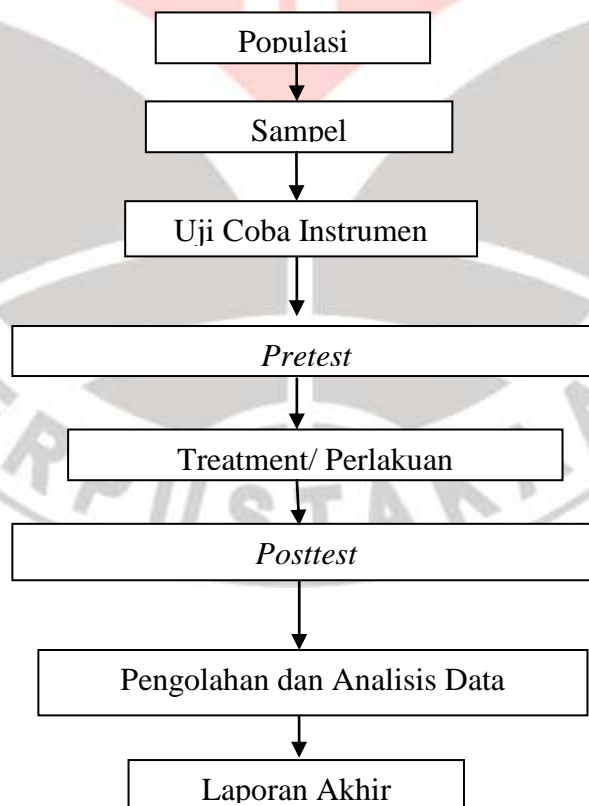 Populasi
Sampel
Uji Coba Instrumen
Pretest
Treatment/ Perlakuan
Posttest
Pengolahan dan Analisis Data
Laporan Akhir